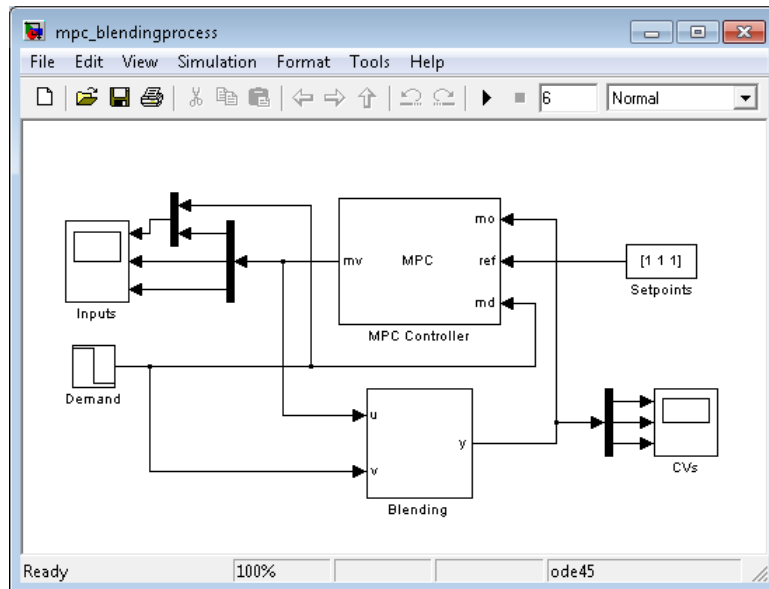 mpc_blendingprocess
File Edit View Simulation Format Tools Help
6 Normal
mo
mv MPC ref [1 1 1]
Setpoints
md
Inputs
MPC Controller
Demand
u
y
v
CVs
Blending
Ready 100% ode45